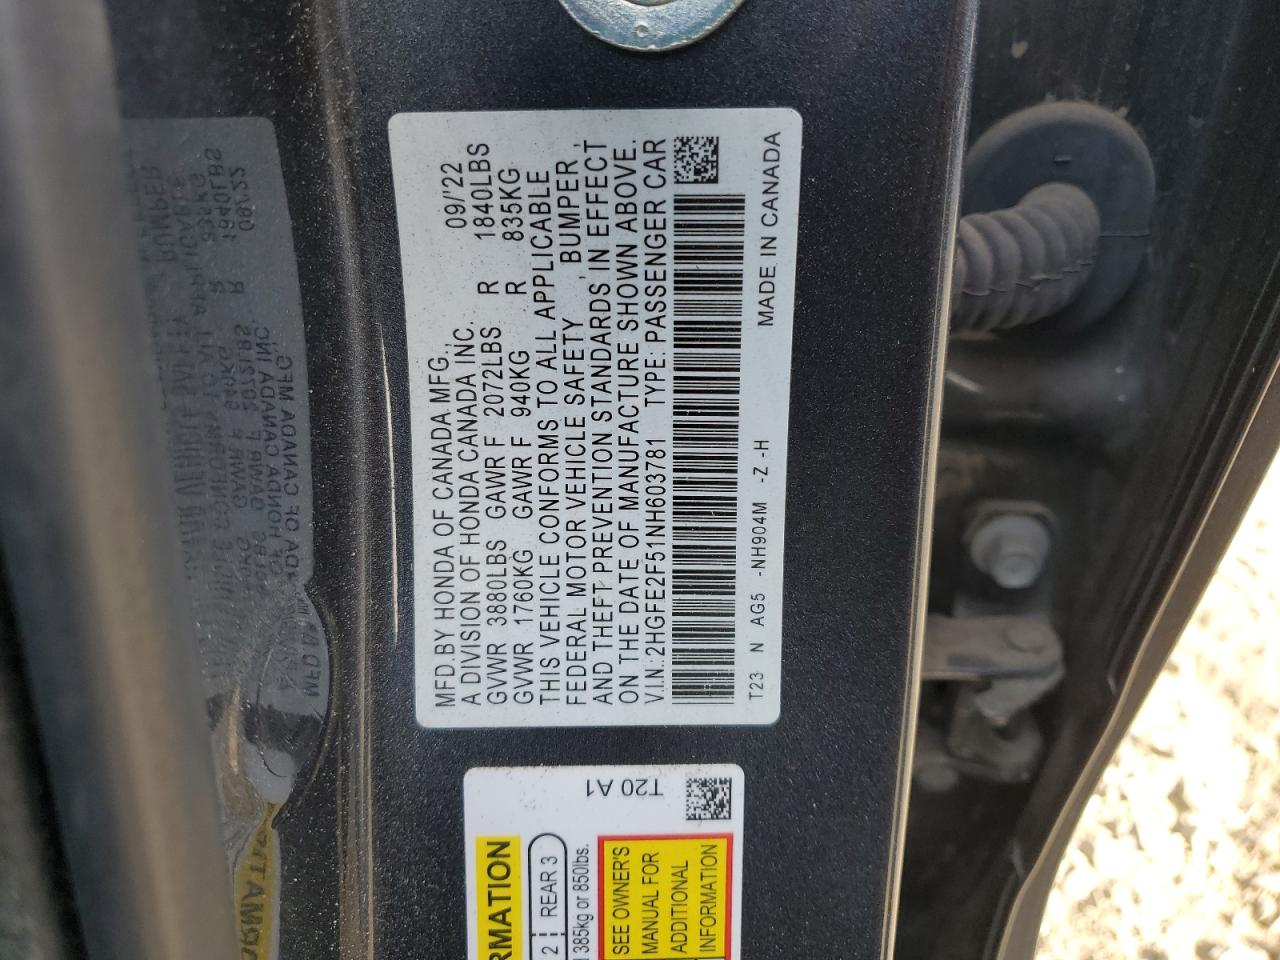 MFD.BY HONDA OF CANADA MFG., 09/'22
A DIVISION OF HONDA CANADA INC.
GVWR 3880LBS GAWR F 2072LBS R 1840LBS
GWWR 1760KG GAWR F 940KG R 835KG
THIS VEHICLE CONFORMS TO ALL APPLICABLE
FEDERAL MOTOR VEHICLE SAFETY , BUMPER ,
AND THEFT PREVENTION STANDARDS IN EFFECT
ON THE DATE OF MANUFACTURE SHOWN ABOVE.
V.I.N.:2HGFE2F51NH603781 TYPE: PASSENGER CAR
T23 N AG5 -NH904M -Z -H MADE IN CANADA
T20 A1
RMATION
2 REAR 3
385kg or 850lbs.
SEE OWNER'S
MANUAL FOR
ADDITIONAL
INFORMATION